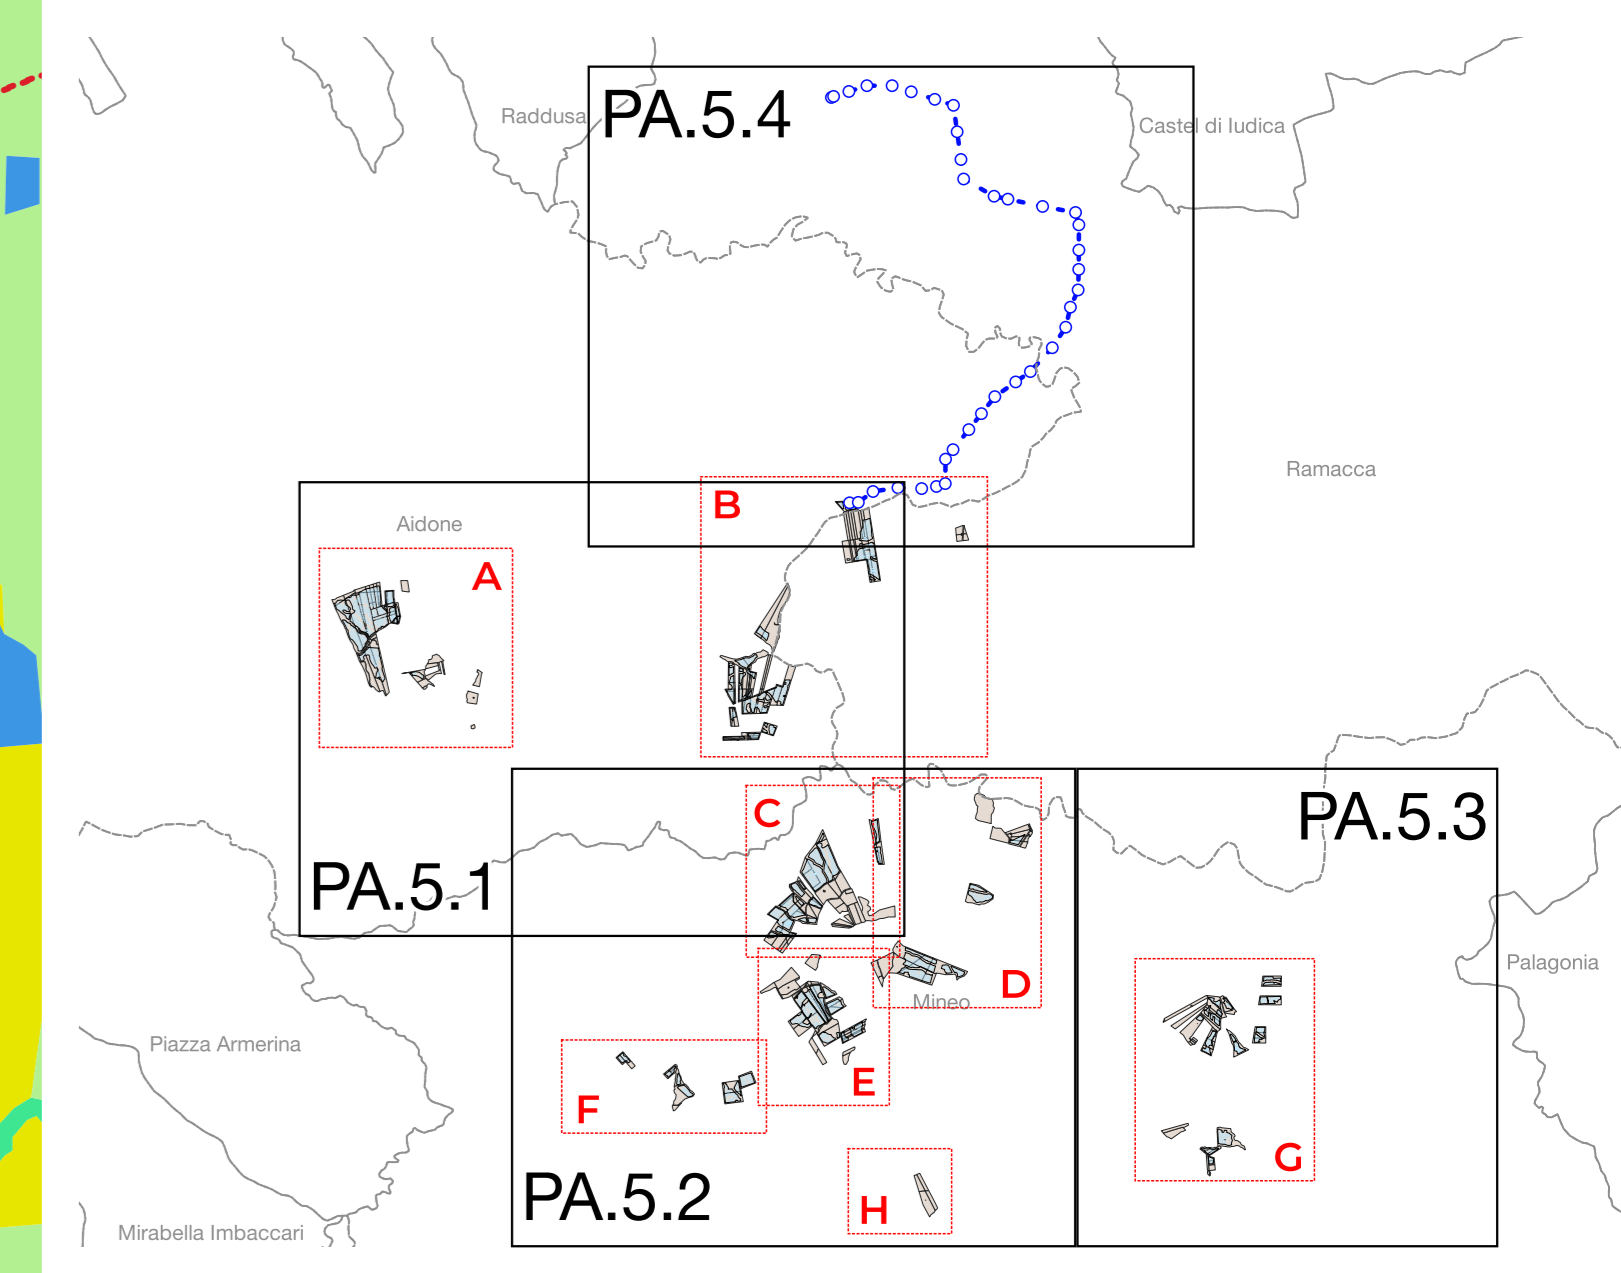 Raddusa
PA.5.4
Castel di Iudica
Ramacca
B
Aidone
A
C
PA.5.3
PA.5.1
Palagonia
D
Mineo
Piazza Armerina
E
F
G
PA.5.2
H
Mirabella Imbaccari